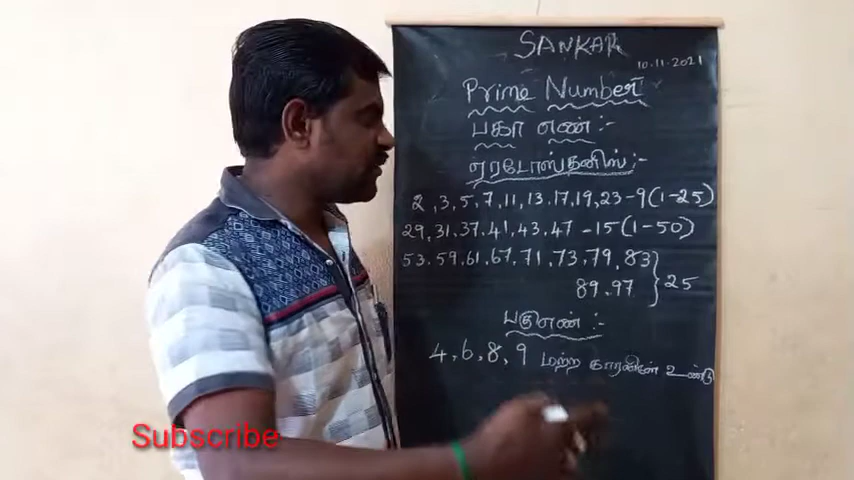 SANKAR
10.11.2021
Prime Number
பகா எண் :-
ஏரடோஸ்தனிஸ் :-
2, 3, 5, 7, 11, 13, 17, 19, 23 - 9 (1-25)
29, 31, 37, 41, 43, 47 - 15 (1-50)
53, 59, 61, 67, 71, 73, 79, 83
89, 97 } 25
பகுஎண் :-
4, 6, 8, 9 மற்ற காரணிகள் உண்டு
Subscribe